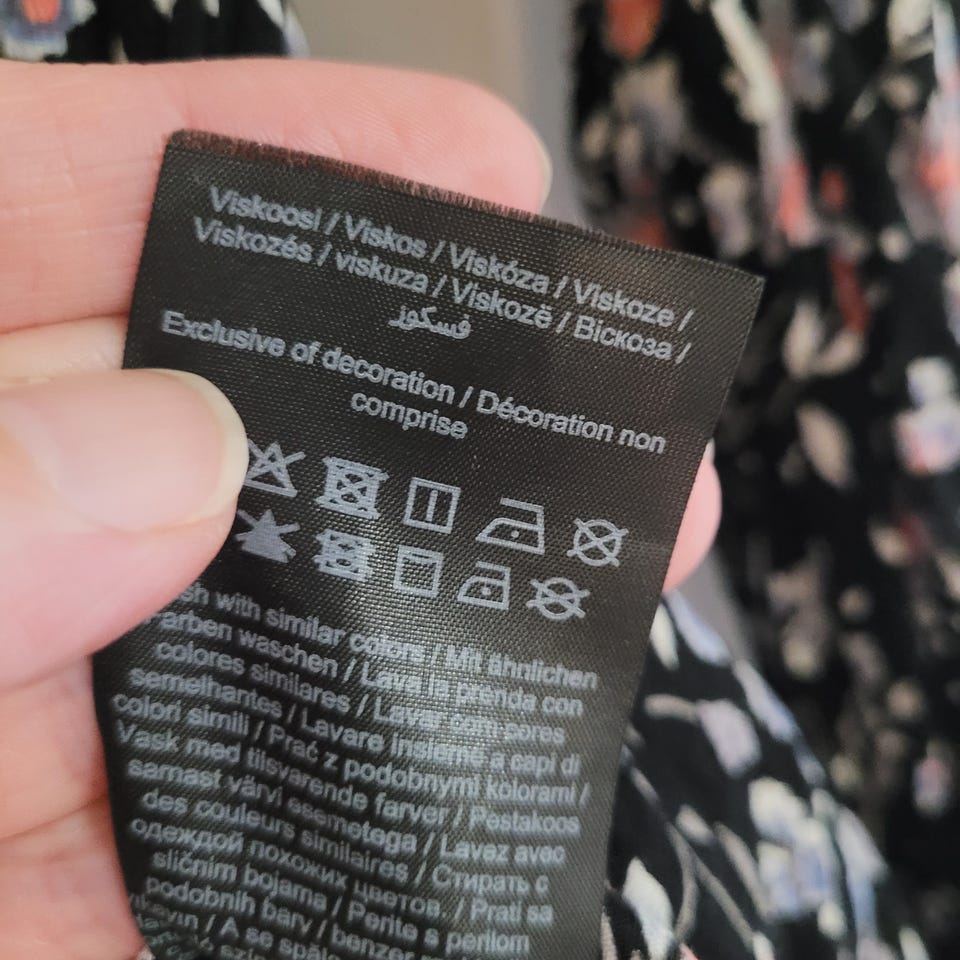 Viskoosi / Viskos / Viskóza / Viskoze /
Viskozés / viskuza / Viskozë / Віскоза /
فسكوز
Exclusive of decoration / Décoration non
comprise
with similar colors / Mit ähnlichen
Farben waschen / Lava la prenda con
colores similares / Lavar com cores
semelhantes / Lavare insieme a capi di
colori simili / Prać z podobnymi kolorami /
Vask med tilsvarende farver / Pestakoos
samast värvi esemetega / Lavez avec
des couleurs similaires / Стирать с
одеждой похожих цветов. / Prati sa
sličnim bojama / Perite s perilom
podobnih barv / benzer
/ A se spăla